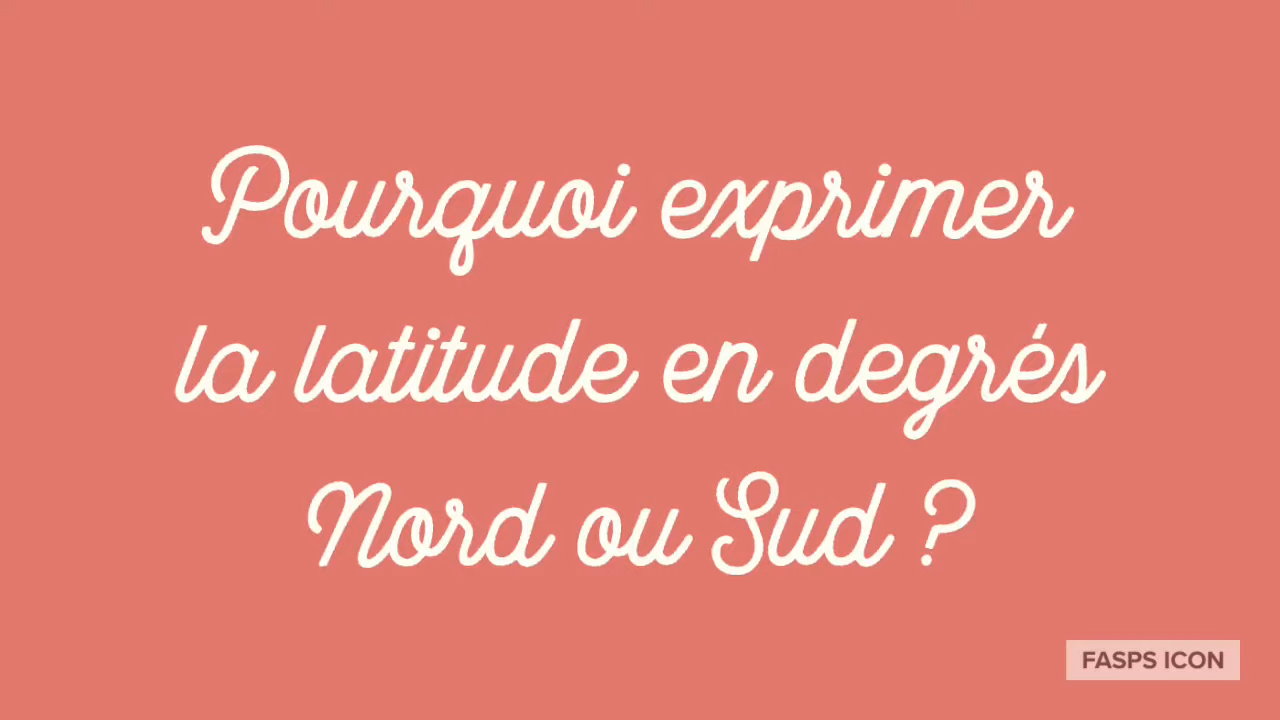 Pourquoi exprimer
la latitude en degrés
Nord ou Sud ?
FASPS ICON